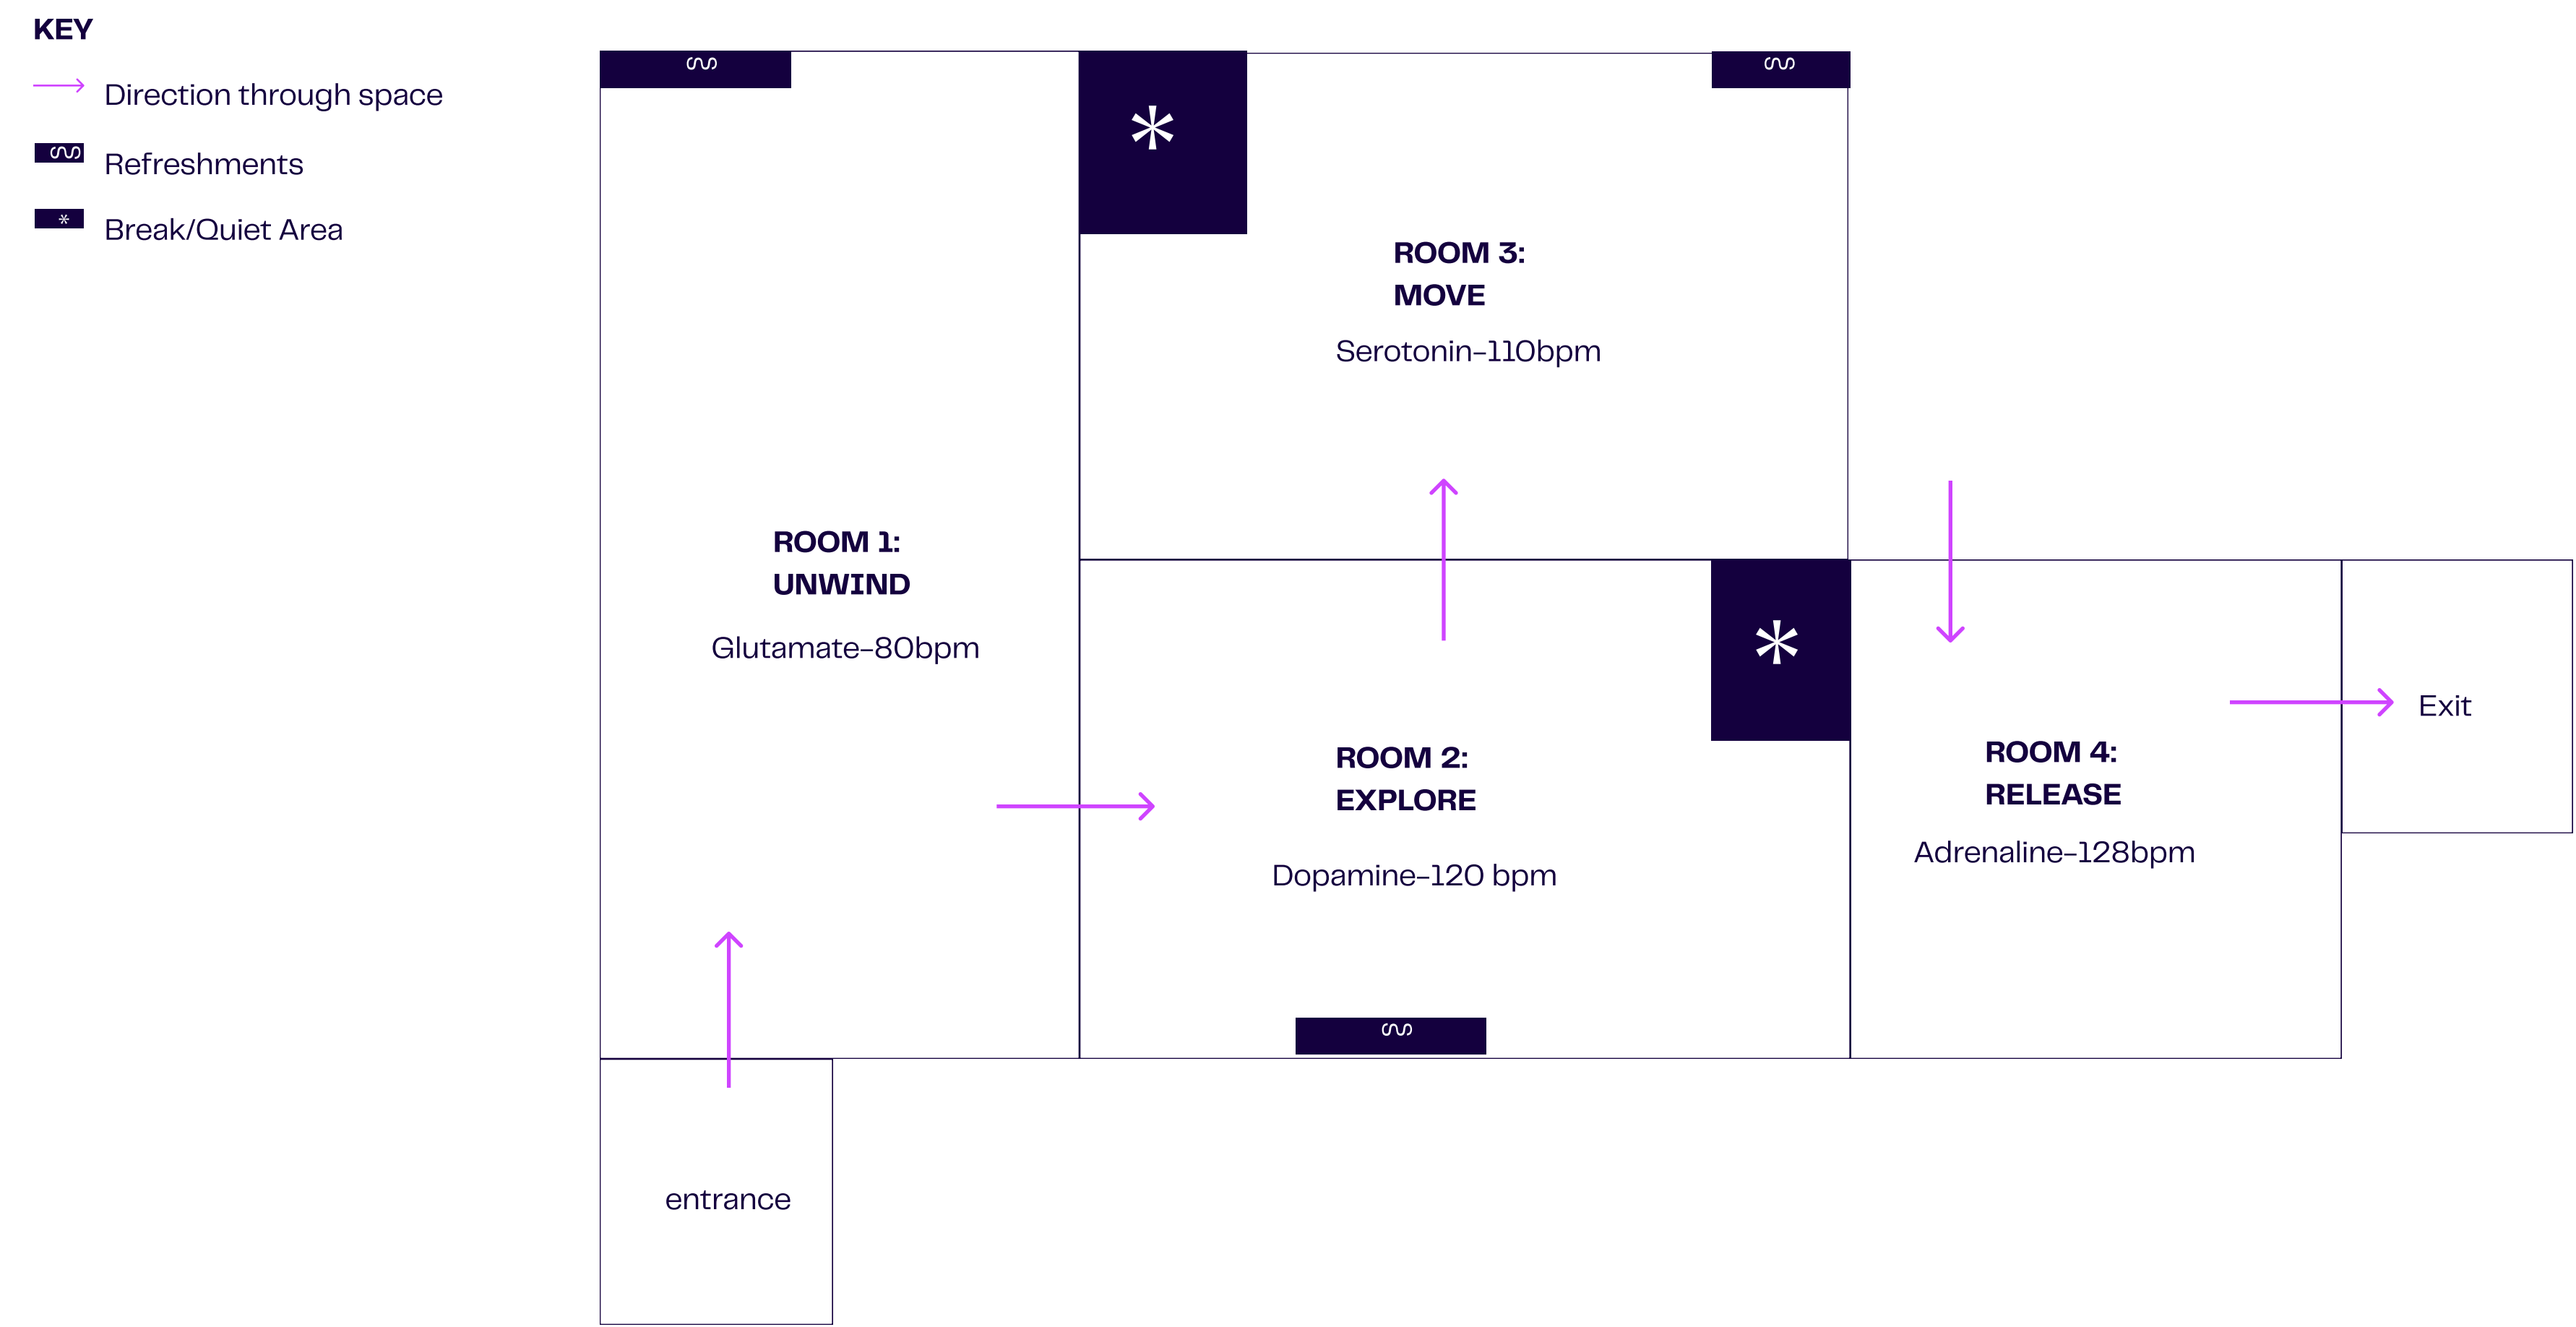 KEY
Direction through space
Refreshments
*
Break/Quiet Area
*
ROOM 3:
MOVE
Serotonin-110bpm
ROOM 1:
UNWIND
Glutamate-80bpm
*
ROOM 2:
EXPLORE
Dopamine-120 bpm
ROOM 4:
RELEASE
Adrenaline-128bpm
Exit
entrance